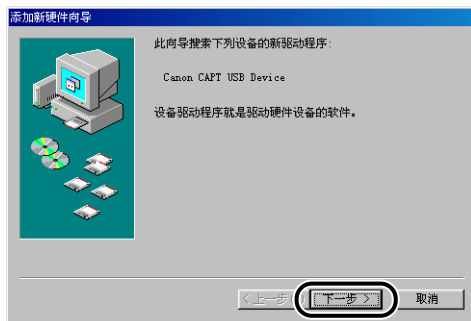 添加新硬件向导
此向导搜索下列设备的新驱动程序:
Canon CAPT USB Device
设备驱动程序就是驱动硬件设备的软件。
< 上一步 下一步 > 取消